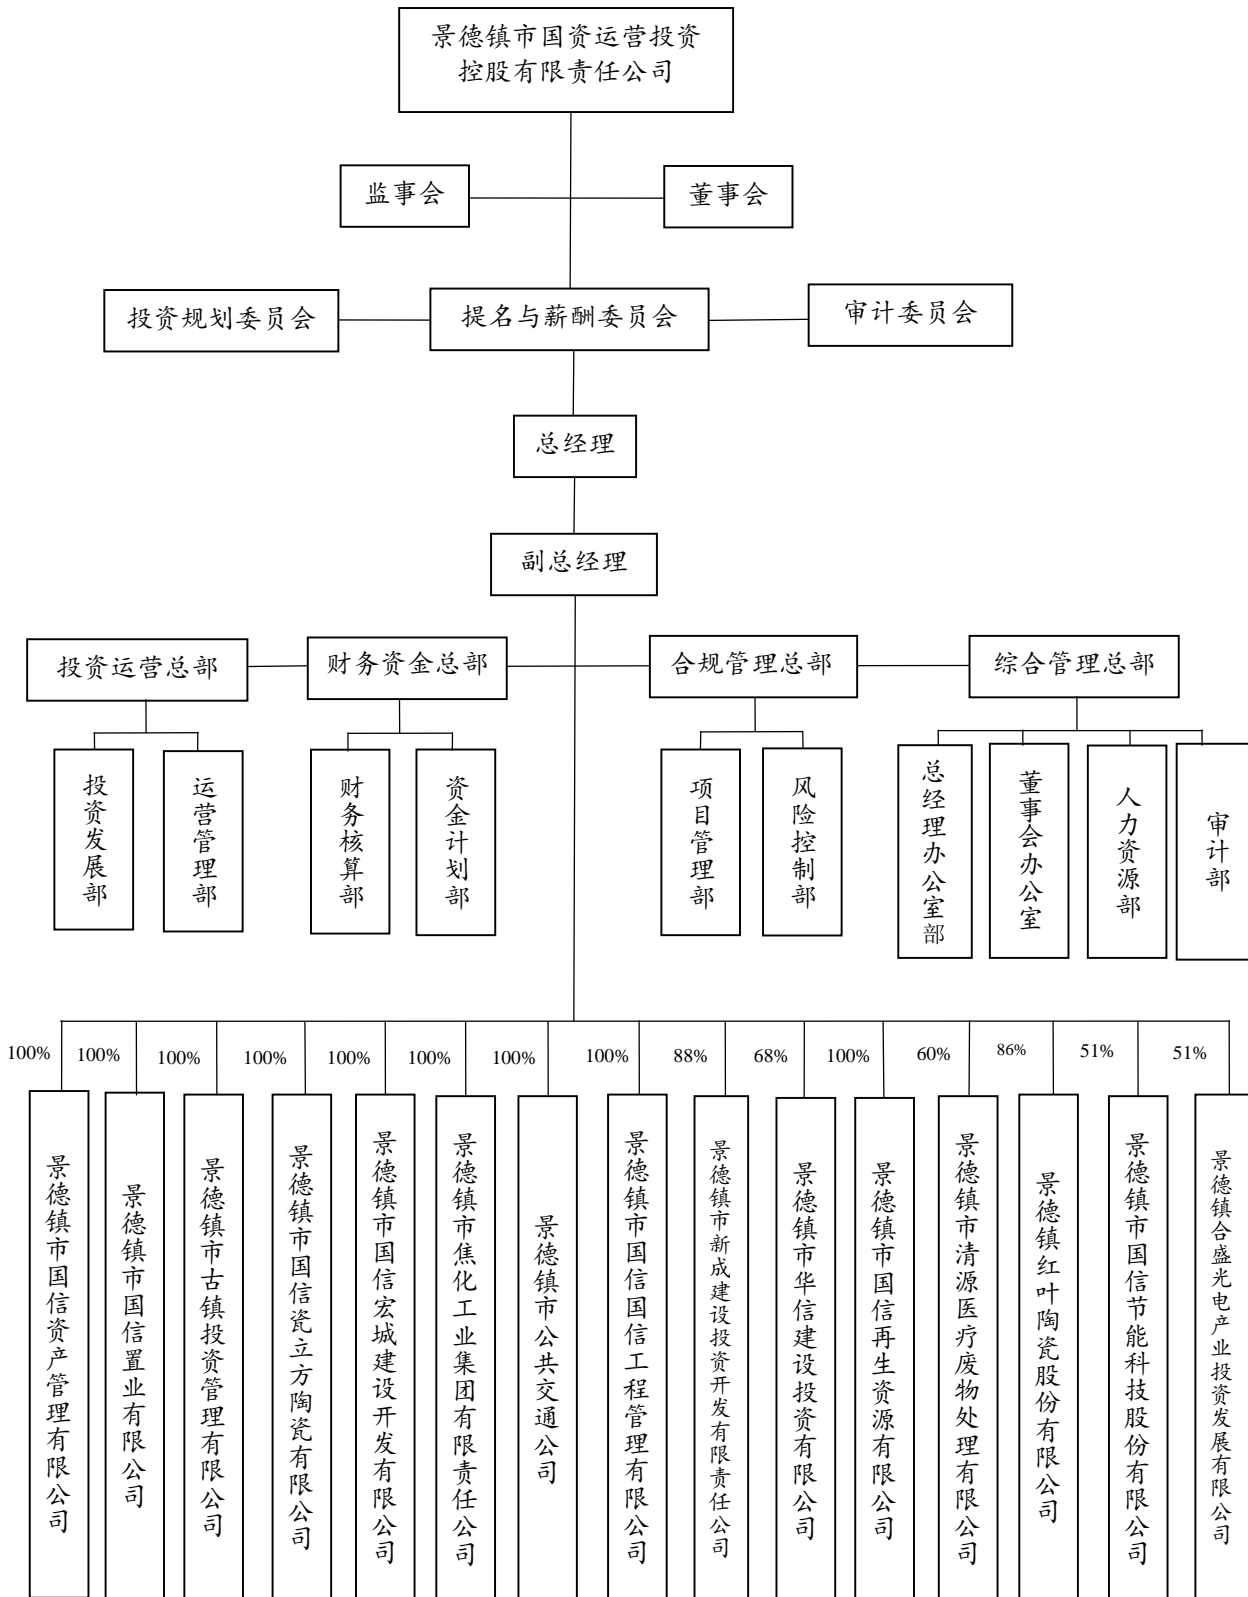 景德镇市国资运营投资
控股有限责任公司
监事会
董事会
投资规划委员会
提名与薪酬委员会
审计委员会
总经理
副总经理
投资运营总部
财务资金总部
合规管理总部
综合管理总部
投资发展部
运营管理部
财务核算部
资金计划部
项目管理部
风险控制部
总经理办公室部
董事会办公室
人力资源部
审计部
100%
100%
100%
100%
100%
100%
100%
100%
88%
68%
100%
60%
86%
51%
51%
景德镇市国信资产管理有限公司
景德镇市国信置业有限公司
景德镇市古镇投资管理有限公司
景德镇市国信瓷立方陶瓷有限公司
景德镇市国信宏城建设开发有限公司
景德镇市焦化工业集团有限责任公司
景德镇市公共交通公司
景德镇市国信国信工程管理有限公司
景德镇市新成建设投资开发有限责任公司
景德镇市华信建设投资有限公司
景德镇市国信再生资源有限公司
景德镇市清源医疗废物处理有限公司
景德镇红叶陶瓷股份有限公司
景德镇市国信节能科技股份有限公司
景德镇合盛光电产业投资发展有限公司